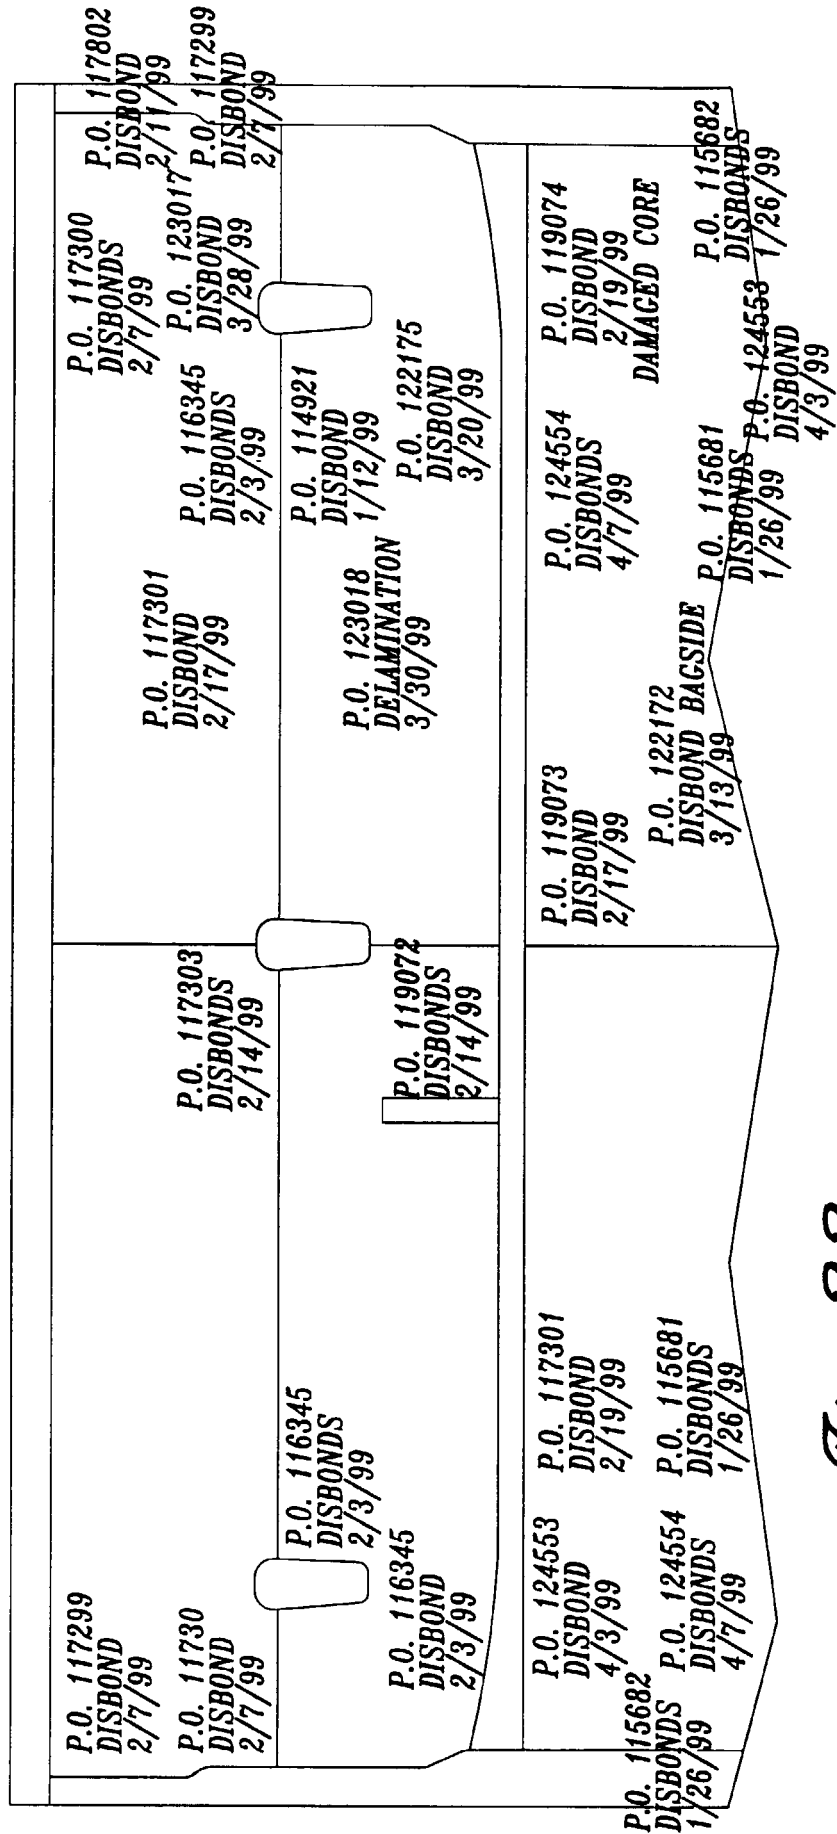 P.O. 117299
DISBOND
2/7/99
P.O. 117300
DISBONDS
2/7/99
P.O. 117802
DISBOND
2/11/99
P.O. 11730
DISBOND
2/7/99
P.O. 117303
DISBONDS
2/14/99
P.O. 117301
DISBOND
2/17/99
P.O. 116345
DISBONDS
2/3/99
P.O. 123017
DISBOND
3/28/99
P.O. 117299
DISBOND
2/7/99
P.O. 116345
DISBONDS
2/3/99
P.O. 114921
DISBOND
1/12/99
P.O. 116345
DISBOND
2/3/99
P.O. 119072
DISBONDS
2/14/99
P.O. 123018
DELAMINATION
3/30/99
P.O. 122175
DISBOND
3/20/99
P.O. 124553
DISBOND
4/3/99
P.O. 117301
DISBOND
2/19/99
P.O. 119073
DISBOND
2/17/99
P.O. 124554
DISBONDS
4/7/99
P.O. 119074
DISBOND
2/19/99
DAMAGED CORE
P.O. 115682
DISBONDS
1/26/99
P.O. 124554
DISBONDS
4/7/99
P.O. 115681
DISBONDS
1/26/99
P.O. 122172
DISBOND BAGSIDE
3/13/99
P.O. 115681
DISBONDS
1/26/99
P.O. 124553
DISBOND
4/3/99
P.O. 115682
DISBONDS
1/26/99